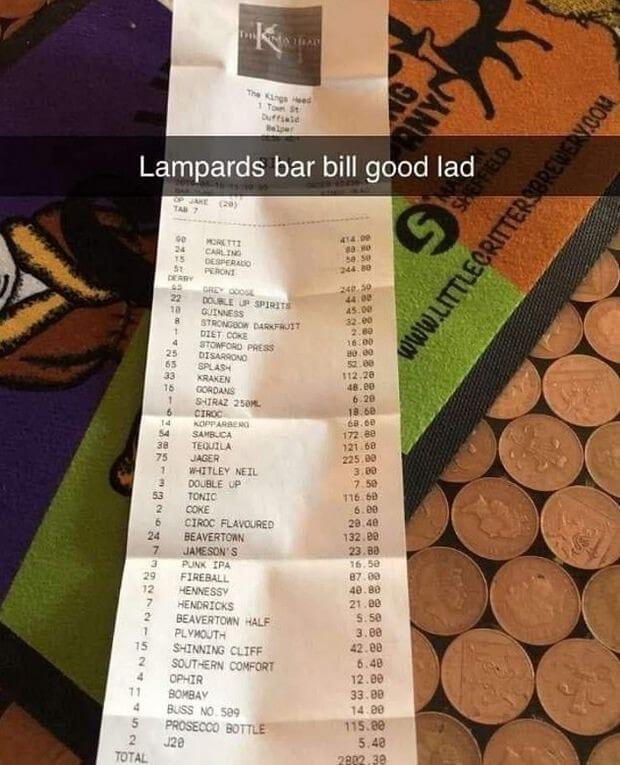 The Kings Head
1 Town St
Duffield
Belper
Lampards bar bill good lad
OP JAKE (20)
TAB 7
90 MORETTI 414.00
24 CARLING
15 DESPERADO 58.50
51 PERONI 244.80
DERBY
GREY GOOSE 240.50
22 DOUBLE UP SPIRITS 44.00
10 GUINNESS 45.00
8 STRONGBOW DARKFRUIT 32.00
1 DIET COKE 2.80
4 STOWFORD PRESS 16.00
25 DISARRONO 80.00
65 SPLASH 52.00
33 KRAKEN 112.20
16 GORDANS 48.00
1 SHIRAZ 250ML 6.20
6 CIROC 18.60
14 KOPPARBERG 60.60
54 SAMBUCA 172.80
38 TEQUILA 121.60
75 JAGER 225.00
1 WHITLEY NEIL 3.00
3 DOUBLE UP 7.50
53 TONIC 116.60
2 COKE 6.00
6 CIROC FLAVOURED 20.40
24 BEAVERTOWN 132.00
7 JAMESON'S 23.80
3 PUNK IPA 16.50
29 FIREBALL 87.00
12 HENNESSY 40.80
7 HENDRICKS 21.00
2 BEAVERTOWN HALF 5.50
1 PLYMOUTH 3.00
15 SHINNING CLIFF 42.00
2 SOUTHERN COMFORT 6.40
4 OPHIR 12.00
11 BOMBAY 33.00
4 BUSS NO.509 14.00
5 PROSECCO BOTTLE 115.00
2 J20 5.40
TOTAL 2802.30
SHEFFIELD
WWW.LITTLECRITTERSBREWERY.COM